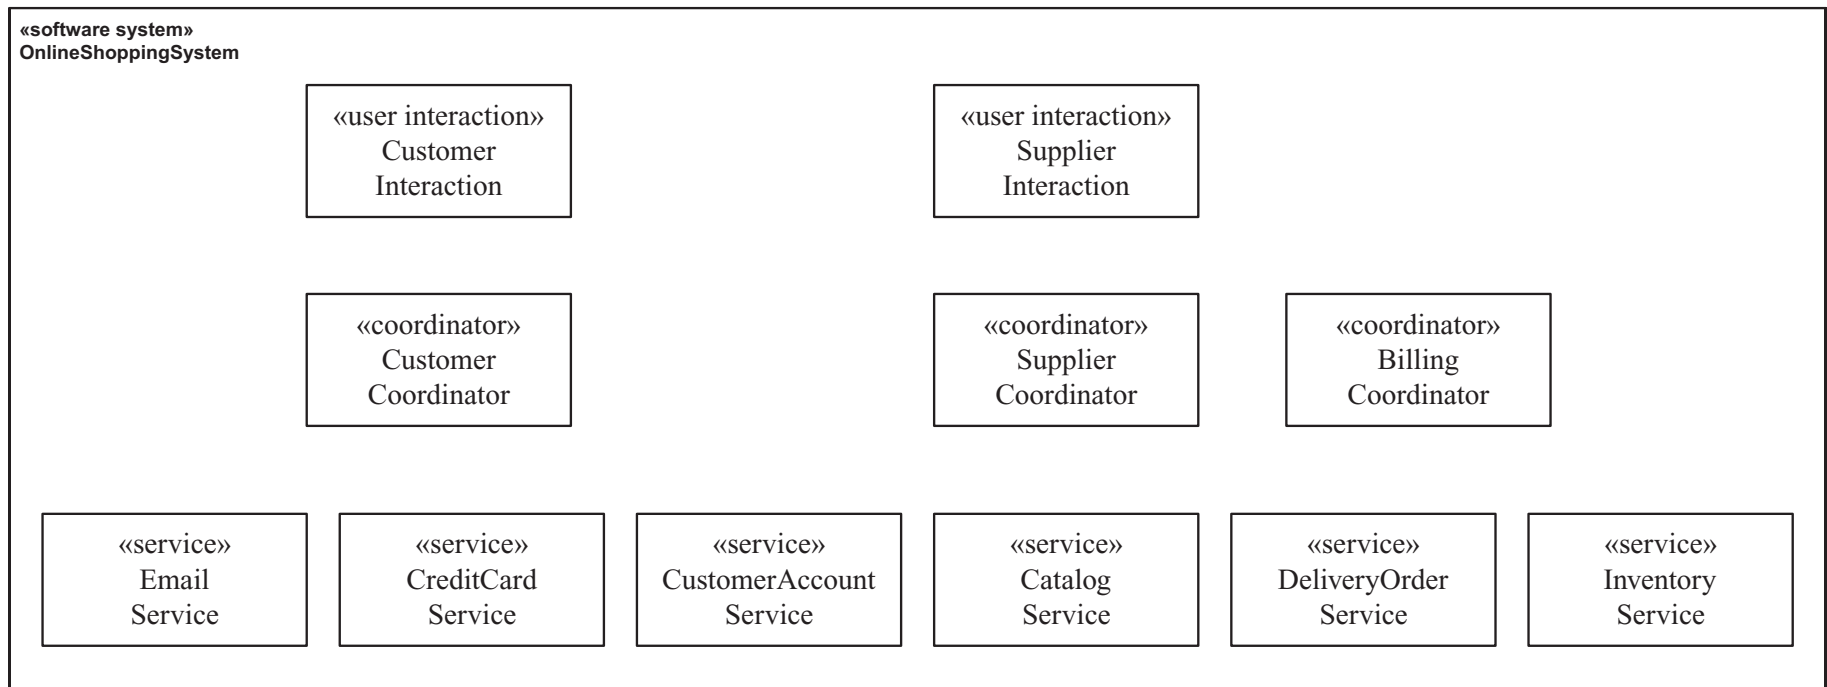 «software system»
OnlineShoppingSystem
«user interaction»
Customer
Interaction
«user interaction»
Supplier
Interaction
«coordinator»
Customer
Coordinator
«coordinator»
Supplier
Coordinator
«coordinator»
Billing
Coordinator
«service»
Email
Service
«service»
CreditCard
Service
«service»
CustomerAccount
Service
«service»
Catalog
Service
«service»
DeliveryOrder
Service
«service»
Inventory
Service